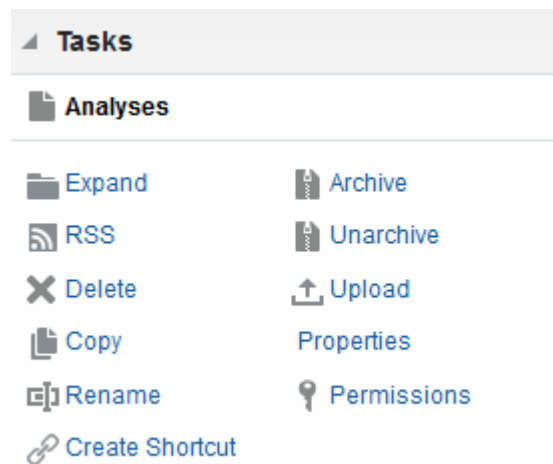 Tasks
Analyses
Expand
Archive
RSS
Unarchive
Delete
Upload
Copy
Properties
Rename
Permissions
Create Shortcut